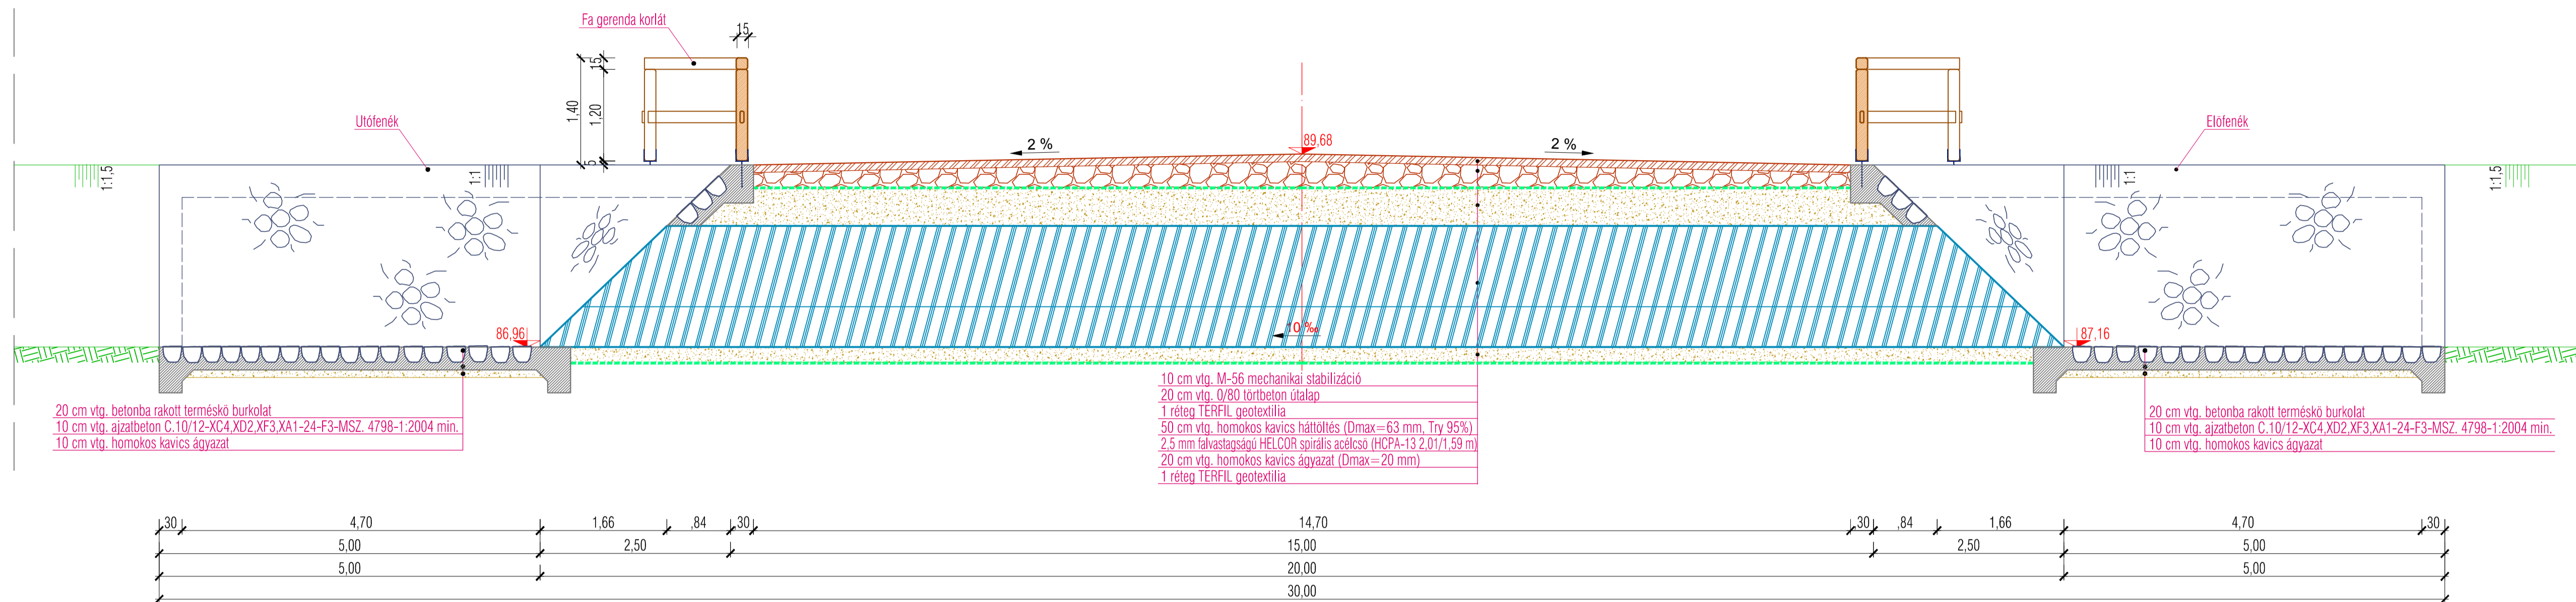 Fa gerenda korlát
15
15
1,40
1,20
5
Utófenék
Előfenék
2 %
89,68
2 %
1:1,5
1:1
1:1
1:1,5
86,96
10 ‰
87,16
10 cm vtg. M-56 mechanikai stabilizáció
20 cm vtg. 0/80 törtbeton útalap
1 réteg TERFIL geotextilia
50 cm vtg. homokos kavics háttöltés (Dmax=63 mm, Try 95%)
2,5 mm falvastagságú HELCOR spirális acélcső (HCPA-13 2,01/1,59 m)
20 cm vtg. homokos kavics ágyazat (Dmax=20 mm)
1 réteg TERFIL geotextilia
20 cm vtg. betonba rakott terméskő burkolat
10 cm vtg. ajzatbeton C.10/12-XC4,XD2,XF3,XA1-24-F3-MSZ. 4798-1:2004 min.
10 cm vtg. homokos kavics ágyazat
20 cm vtg. betonba rakott terméskő burkolat
10 cm vtg. ajzatbeton C.10/12-XC4,XD2,XF3,XA1-24-F3-MSZ. 4798-1:2004 min.
10 cm vtg. homokos kavics ágyazat
,30 4,70 1,66 ,84 ,30 14,70 ,30 ,84 1,66 4,70 ,30
5,00 2,50 15,00 2,50 5,00
5,00 20,00 5,00
30,00